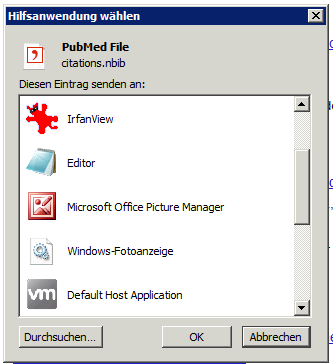 Hilfsanwendung wählen
PubMed File
citations.nbib
Diesen Eintrag senden an:
IrfanView
Editor
Microsoft Office Picture Manager
Windows-Fotoanzeige
vm
Default Host Application
Durchsuchen...
OK
Abbrechen